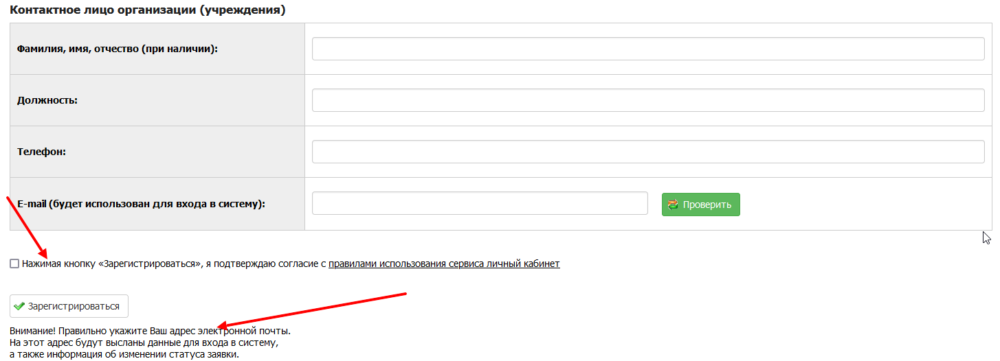 Контактное лицо организации (учреждения)
Фамилия, имя, отчество (при наличии):
Должность:
Телефон:
E-mail (будет использован для входа в систему):
Проверить
Нажимая кнопку «Зарегистрироваться», я подтверждаю согласие с правилами использования сервиса личный кабинет
Зарегистрироваться
Внимание! Правильно укажите Ваш адрес электронной почты.
На этот адрес будут высланы данные для входа в систему,
а также информация об изменении статуса заявки.